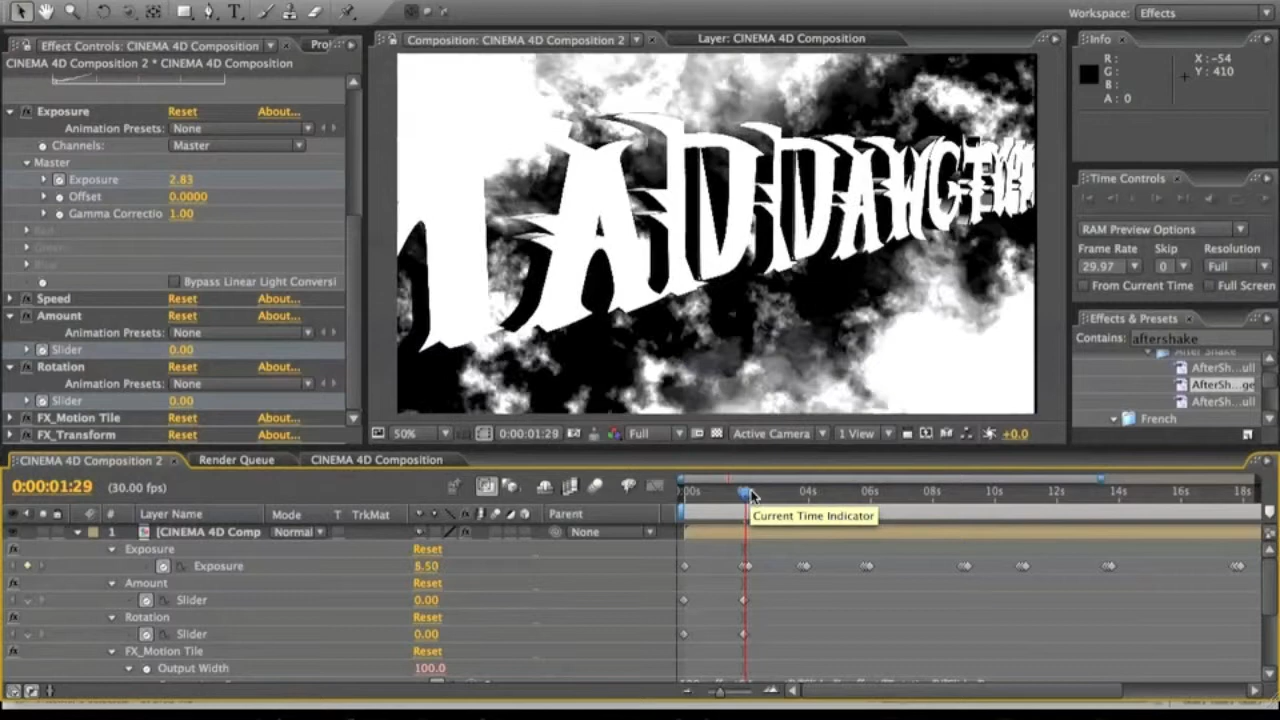 Workspace: Effects
Effect Controls: CINEMA 4D Composition
CINEMA 4D Composition 2 * CINEMA 4D Composition
Exposure Reset About...
Animation Presets: None
Channels: Master
Master
Exposure 2.83
Offset 0.0000
Gamma Correctio 1.00
Bypass Linear Light Conversi
Speed Reset About...
Amount Reset About...
Animation Presets: None
Slider 0.00
Rotation Reset About...
Animation Presets: None
Slider 0.00
FX_Motion Tile Reset About...
FX_Transform Reset About...
Composition: CINEMA 4D Composition 2
Layer: CINEMA 4D Composition
50% 0:00:01:29 Full Active Camera 1 View +0.0
Info
R:
G:
B:
A: 0
X: -54
Y: 410
Time Controls
RAM Preview Options
Frame Rate Skip Resolution
29.97 0 Full
From Current Time Full Screen
Effects & Presets
Contains: aftershake
After Shake
AfterSh...ull
AfterSh...ge
AfterSh...ull
French
CINEMA 4D Composition 2 Render Queue CINEMA 4D Composition
0:00:01:29 (30.00 fps)
:00s 04s 06s 08s 10s 12s 14s 16s 18s
Current Time Indicator
# Layer Name Mode T TrkMat Parent
1 [CINEMA 4D Comp Normal None
Exposure Reset
Exposure 8.50
Amount Reset
Slider 0.00
Rotation Reset
Slider 0.00
FX_Motion Tile Reset
Output Width 100.0